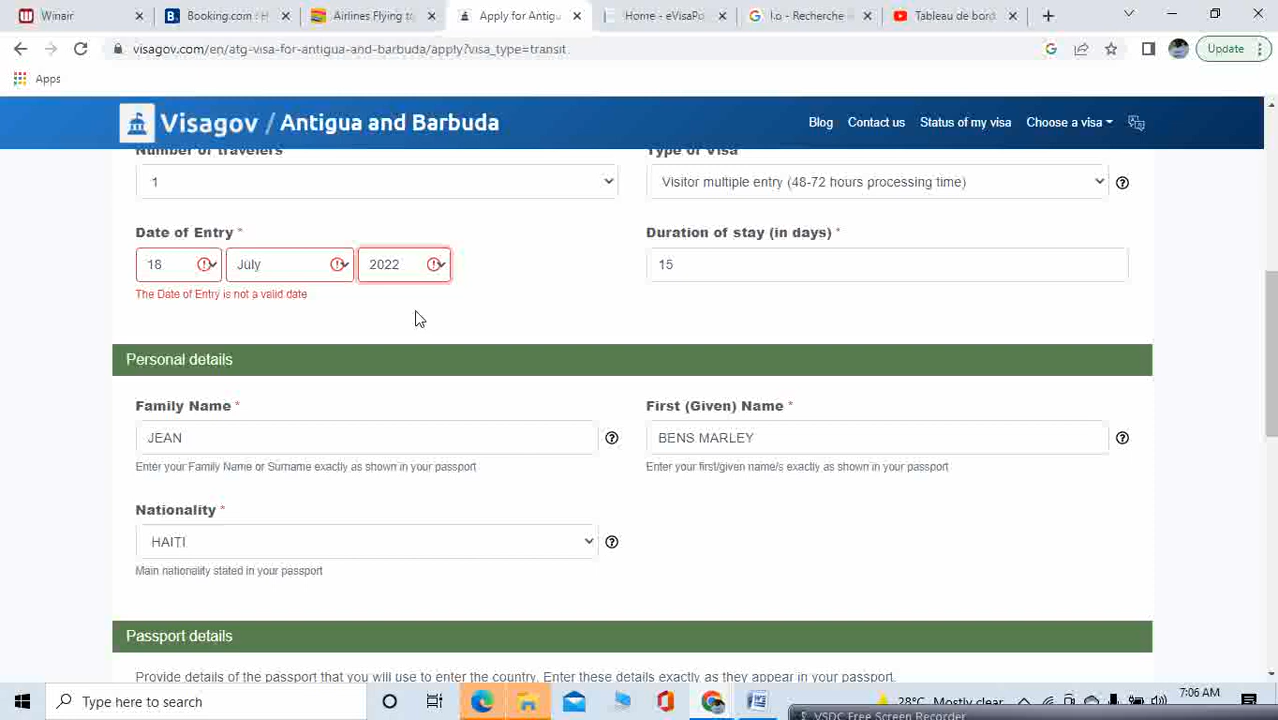 Winair
Booking.com : H
Airlines Flying to
Apply for Antigu
Home - eVisaPo
Recherche
Tableau de bord
visagov.com/en/atg-visa-for-antigua-and-barbuda/apply?visa_type=transit
Update
Apps
Visagov / Antigua and Barbuda
Blog
Contact us
Status of my visa
Choose a visa
Number of travelers
Type of Visa
1
Visitor multiple entry (48-72 hours processing time)
Date of Entry *
Duration of stay (in days) *
18
July
2022
15
The Date of Entry is not a valid date
Personal details
Family Name *
First (Given) Name *
JEAN
BENS MARLEY
Enter your Family Name or Surname exactly as shown in your passport
Enter your first/given name/s exactly as shown in your passport
Nationality *
HAITI
Main nationality stated in your passport
Passport details
Provide details of the passport that you will use to enter the country. Enter these details exactly as they appear in your passport.
Type here to search
28°C Mostly clear
7:06 AM
VSDC Free Screen Recorder